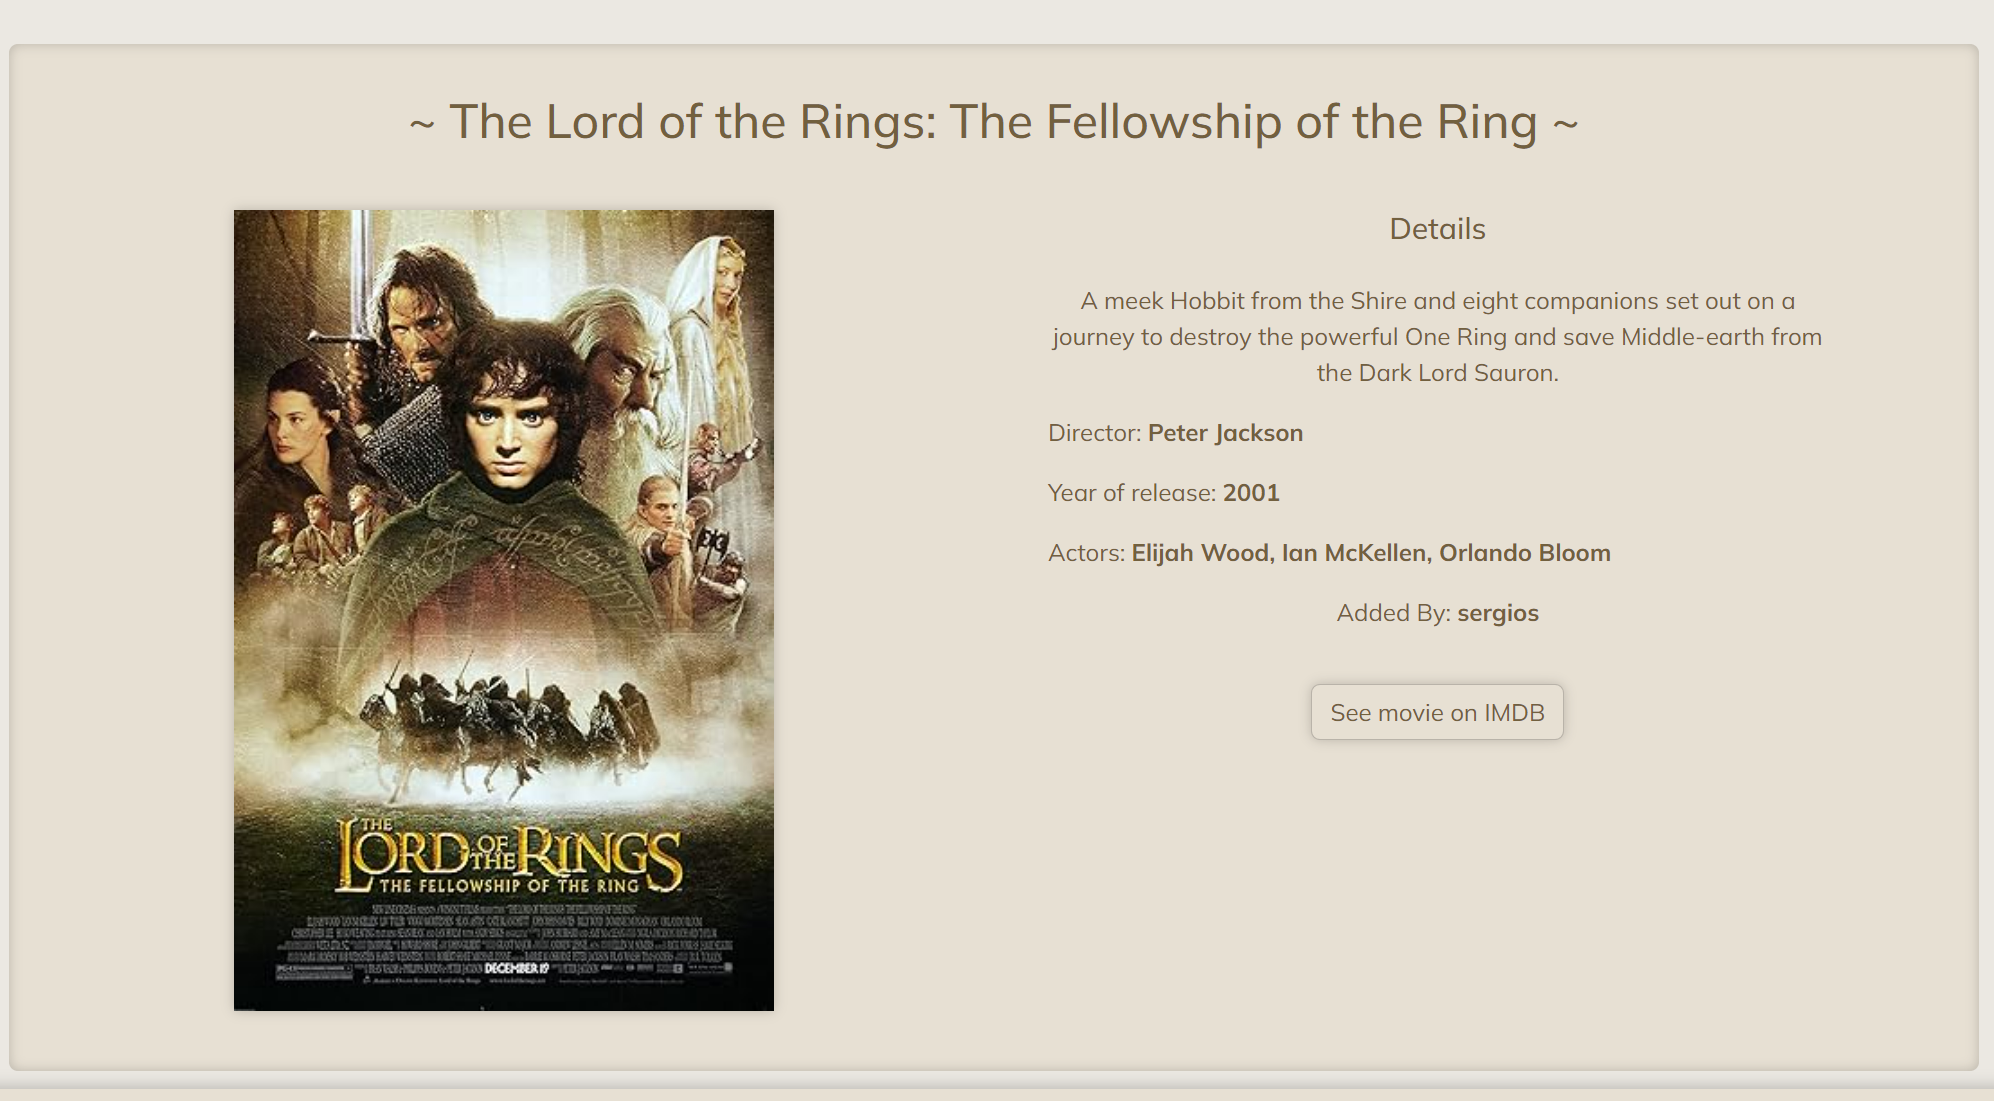 ~ The Lord of the Rings: The Fellowship of the Ring ~
Details
A meek Hobbit from the Shire and eight companions set out on a
journey to destroy the powerful One Ring and save Middle-earth from
the Dark Lord Sauron.
Director: Peter Jackson
Year of release: 2001
Actors: Elijah Wood, Ian McKellen, Orlando Bloom
Added By: sergios
See movie on IMDB
THE
LORD OF THE RINGS
THE FELLOWSHIP OF THE RING
DECEMBER 19